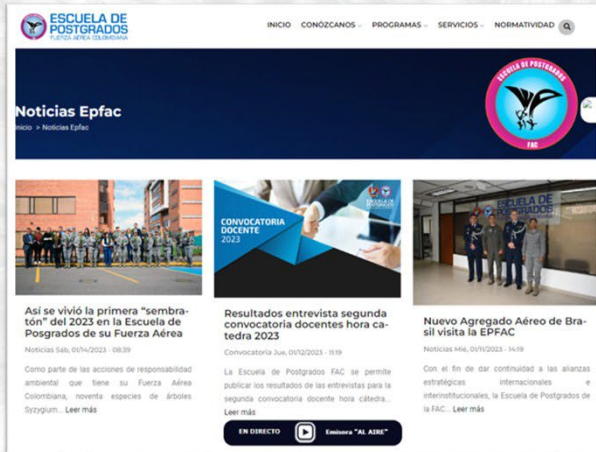 ESCUELA DE
POSTGRADOS
FUERZA AÉREA COLOMBIANA
INICIO CONÓZCANOS PROGRAMAS SERVICIOS NORMATIVIDAD
Noticias Epfac
Inicio > Noticias Epfac
ESCUELA DE POSTGRADOS
FAC
CONVOCATORIA
DOCENTE
2023
ESCUELA DE
POSTGRADOS
Así se vivió la primera “sembra-
tón” del 2023 en la Escuela de
Posgrados de su Fuerza Aérea
Noticias Sáb, 01/14/2023 - 08:39
Como parte de las acciones de responsabilidad
ambiental que tiene su Fuerza Aérea
Colombiana, noventa especies de árboles
Syzygium... Leer más
Resultados entrevista segunda
convocatoria docentes hora ca-
tedra 2023
Convocatoria Jue, 01/12/2023 - 11:19
La Escuela de Postgrados FAC se permite
publicar los resultados de las entrevistas para la
segunda convocatoria docente hora cátedra...
Leer más
Nuevo Agregado Aéreo de Bra-
sil visita la EPFAC
Noticias Mié, 01/11/2023 - 14:19
Con el fin de dar continuidad a las alianzas
estratégicas internacionales e
interinstitucionales, la Escuela de Postgrados de
la FAC... Leer más
EN DIRECTO Emisora "AL AIRE"